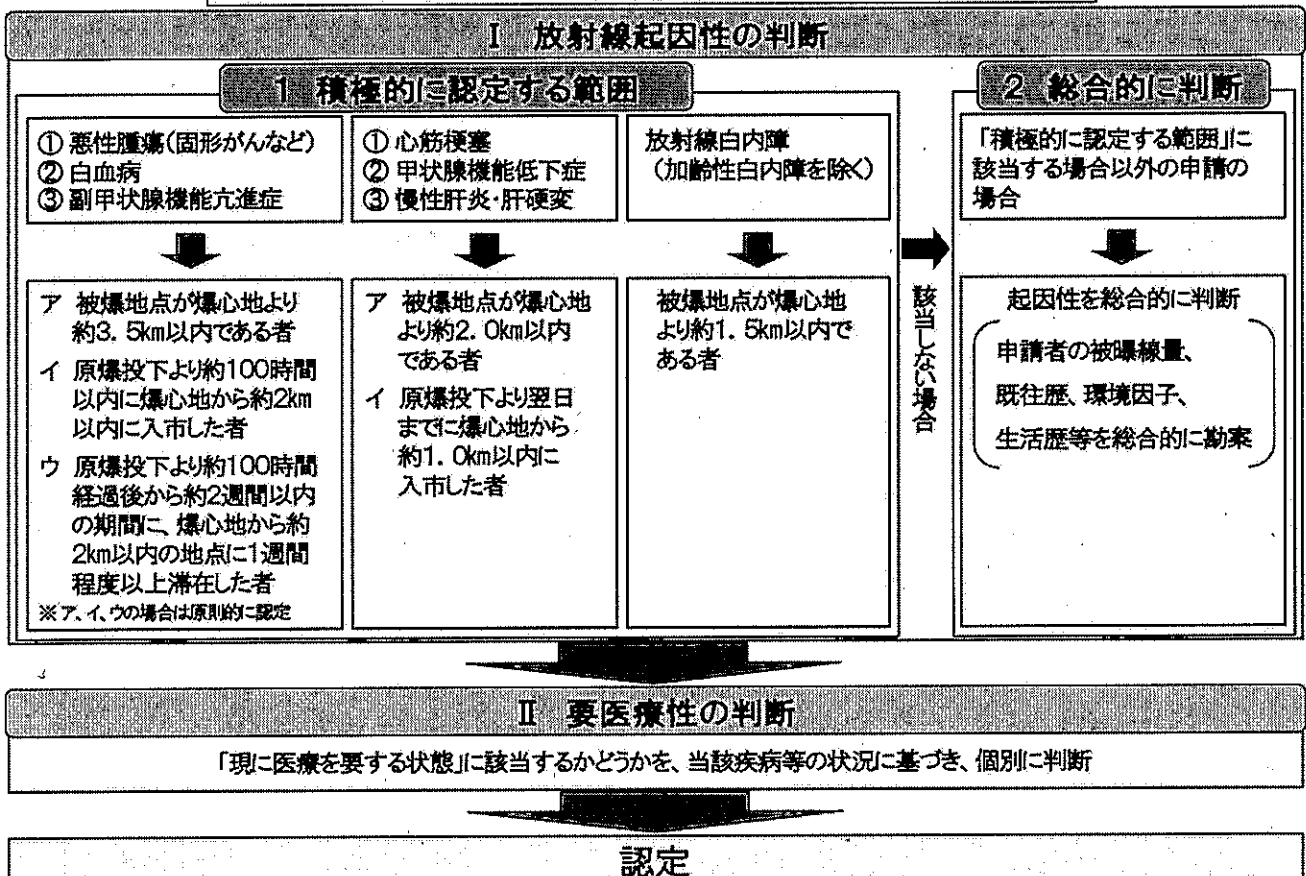 Ⅰ 放射線起因性の判断
1 積極的に認定する範囲
① 悪性腫瘍(固形がんなど)
② 白血病
③ 副甲状腺機能亢進症
ア 被爆地点が爆心地より
約3.5km以内である者
イ 原爆投下より約100時間
以内に爆心地から約2km
以内に入市した者
ウ 原爆投下より約100時間
経過後から約2週間以内
の期間に、爆心地から約
2km以内の地点に1週間
程度以上滞在した者
※ア、イ、ウの場合は原則的に認定
① 心筋梗塞
② 甲状腺機能低下症
③ 慢性肝炎・肝硬変
ア 被爆地点が爆心地
より約2.0km以内
である者
イ 原爆投下より翌日
までに爆心地から
約1.0km以内に
入市した者
放射線白内障
(加齢性白内障を除く)
被爆地点が爆心地
より約1.5km以内で
ある者
該当しない場合
2 総合的に判断
「積極的に認定する範囲」に
該当する場合以外の申請の
場合
起因性を総合的に判断
申請者の被曝線量、
既往歴、環境因子、
生活歴等を総合的に勘案
Ⅱ 要医療性の判断
「現に医療を要する状態」に該当するかどうかを、当該疾病等の状況に基づき、個別に判断
認定